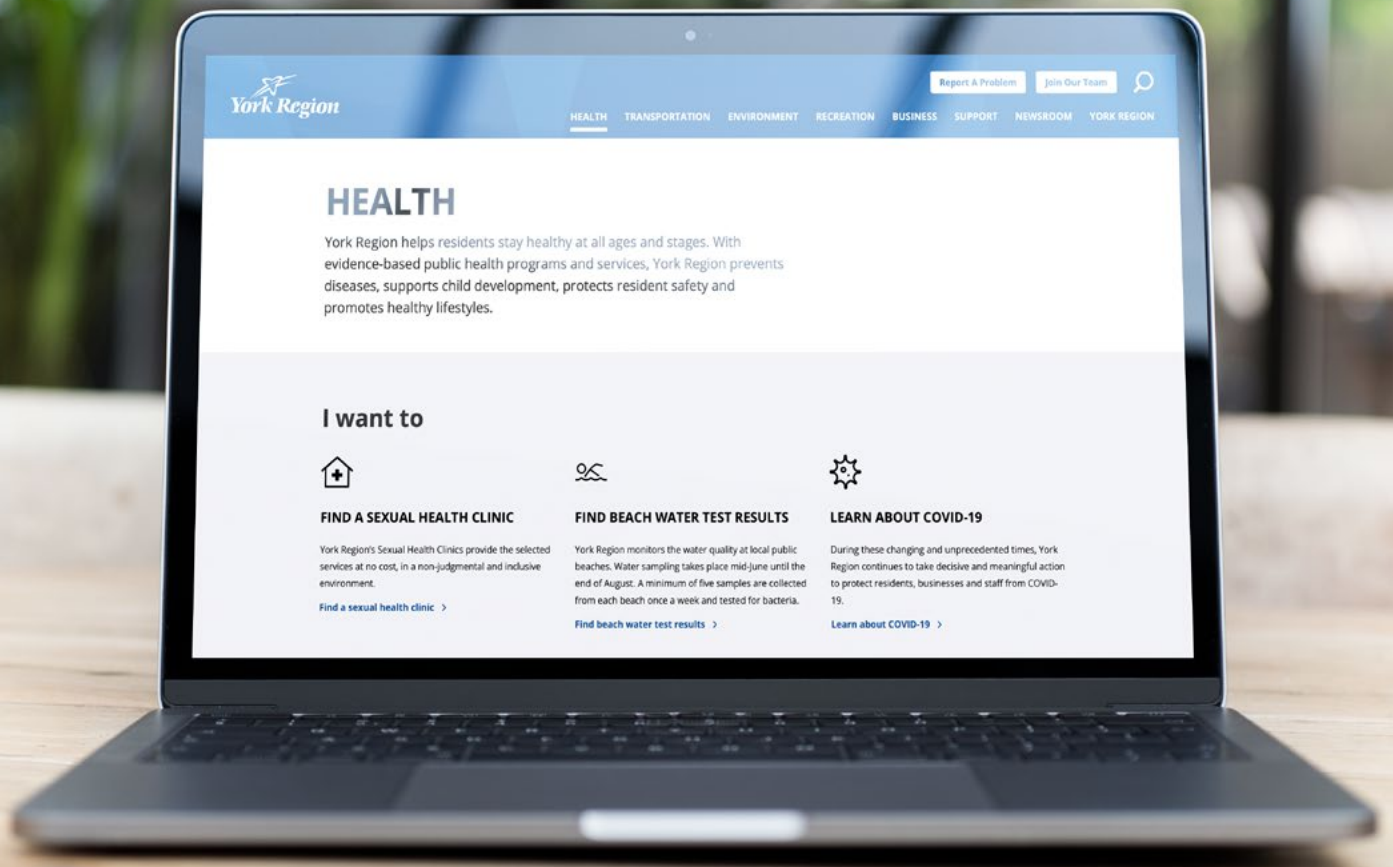 York Region
Report A Problem
Join Our Team
HEALTH TRANSPORTATION ENVIRONMENT RECREATION BUSINESS SUPPORT NEWSROOM YORK REGION
HEALTH
York Region helps residents stay healthy at all ages and stages. With
evidence-based public health programs and services, York Region prevents
diseases, supports child development, protects resident safety and
promotes healthy lifestyles.
I want to
FIND A SEXUAL HEALTH CLINIC
York Region's Sexual Health Clinics provide the selected
services at no cost, in a non-judgmental and inclusive
environment.
Find a sexual health clinic >
FIND BEACH WATER TEST RESULTS
York Region monitors the water quality at local public
beaches. Water sampling takes place mid-June until the
end of August. A minimum of five samples are collected
from each beach once a week and tested for bacteria.
Find beach water test results >
LEARN ABOUT COVID-19
During these changing and unprecedented times, York
Region continues to take decisive and meaningful action
to protect residents, businesses and staff from COVID-
19.
Learn about COVID-19 >